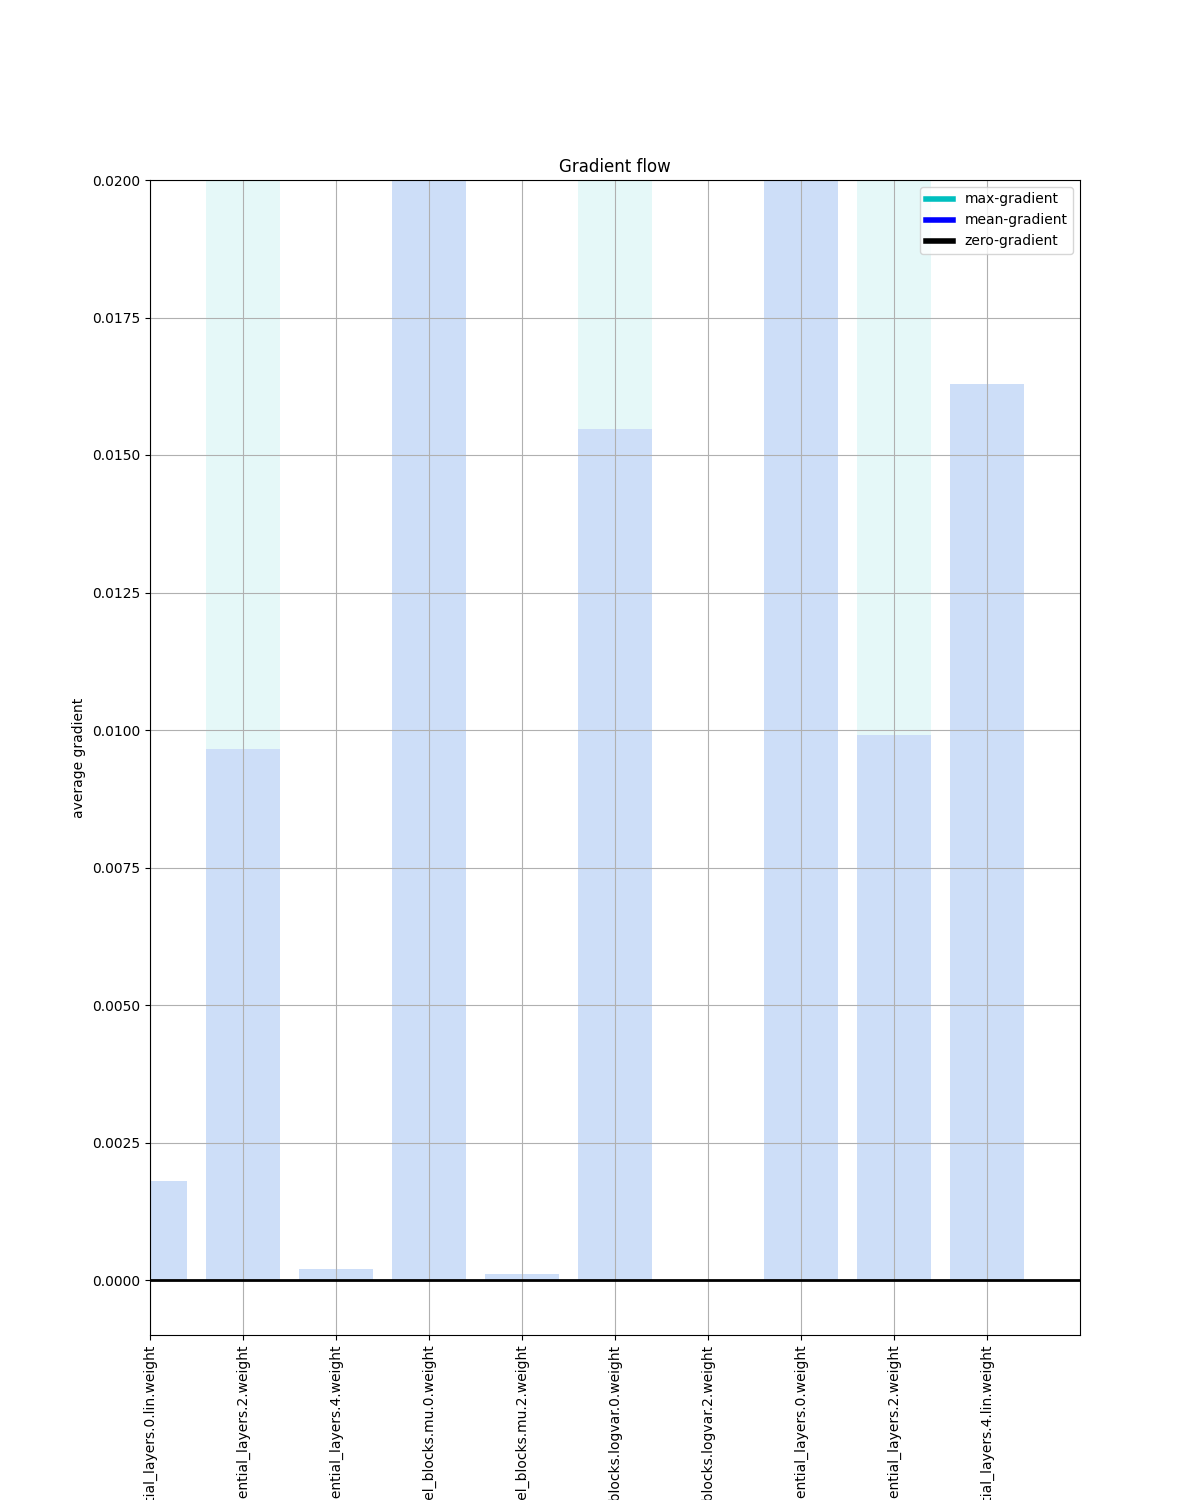 Gradient flow
max-gradient
mean-gradient
zero-gradient
0.0200
0.0175
0.0150
0.0125
0.0100
0.0075
0.0050
0.0025
0.0000
average gradient
tial_layers.0.lin.weight
ential_layers.2.weight
ential_layers.4.weight
el_blocks.mu.0.weight
el_blocks.mu.2.weight
blocks.logvar.0.weight
blocks.logvar.2.weight
ential_layers.0.weight
ential_layers.2.weight
tial_layers.4.lin.weight